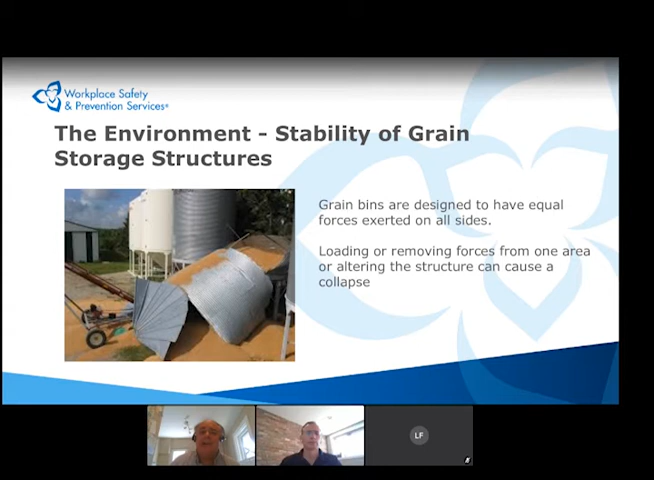 Workplace Safety
& Prevention Services®
The Environment - Stability of Grain
Storage Structures
Grain bins are designed to have equal
forces exerted on all sides.
Loading or removing forces from one area
or altering the structure can cause a
collapse
LF